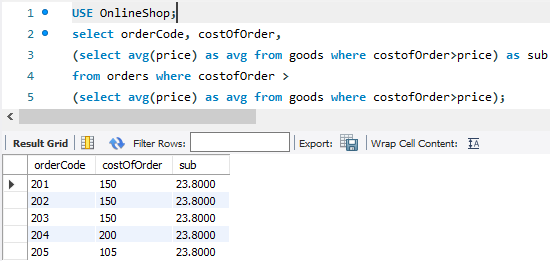 1 USE OnlineShop;
2 select orderCode, costOfOrder,
3 (select avg(price) as avg from goods where costofOrder>price) as sub
4 from orders where costofOrder >
5 (select avg(price) as avg from goods where costofOrder>price);
Result Grid Filter Rows: Export: Wrap Cell Content:
orderCode costOfOrder sub
201 150 23.8000
202 150 23.8000
203 150 23.8000
204 200 23.8000
205 105 23.8000